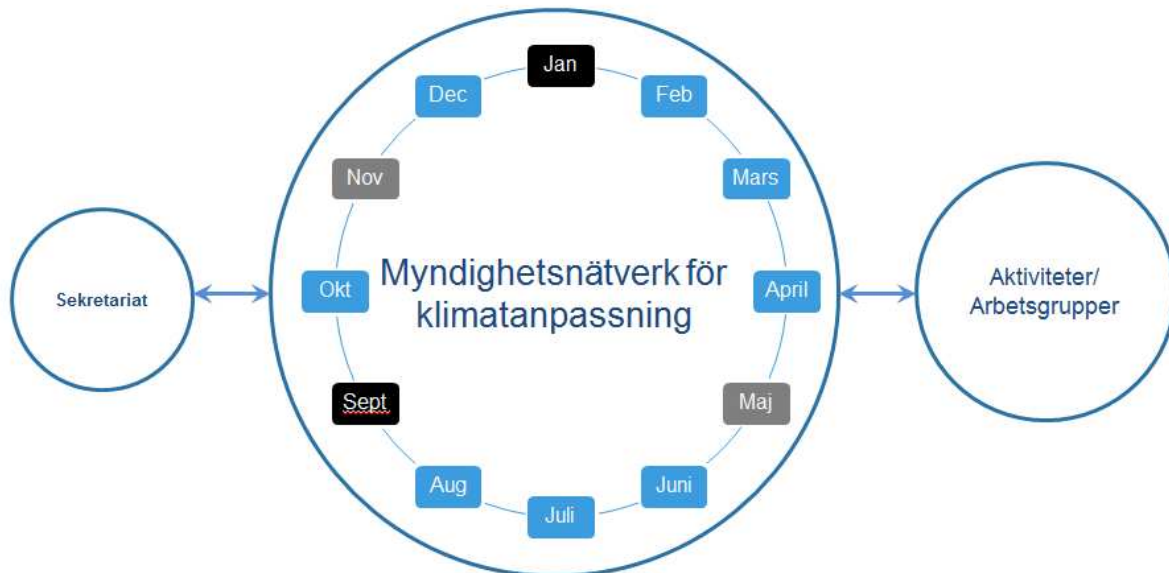 Jan
Feb
Mars
April
Maj
Juni
Juli
Aug
Sept
Okt
Nov
Dec
Myndighetsnätverk för
klimatanpassning
Sekretariat
Aktiviteter/
Arbetsgrupper